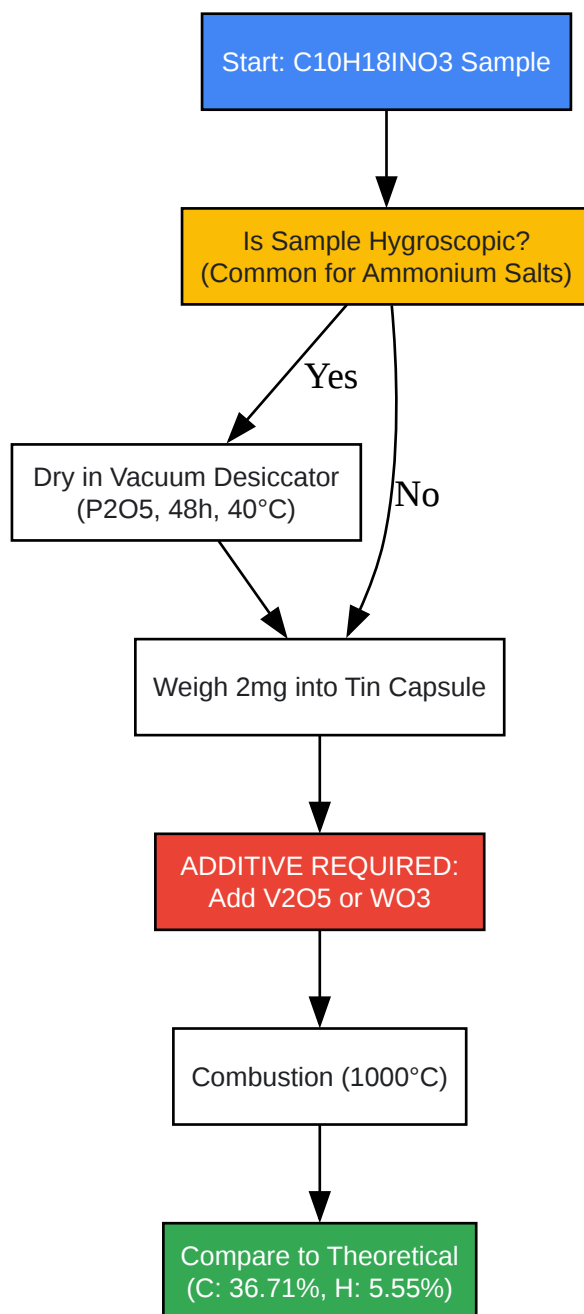 Start: C10H18INO3 Sample
Is Sample Hygroscopic?
(Common for Ammonium Salts)
Yes
Dry in Vacuum Desiccator
(P2O5, 48h, 40°C)
No
Weigh 2mg into Tin Capsule
ADDITIVE REQUIRED:
Add V2O5 or WO3
Combustion (1000°C)
Compare to Theoretical
(C: 36.71%, H: 5.55%)